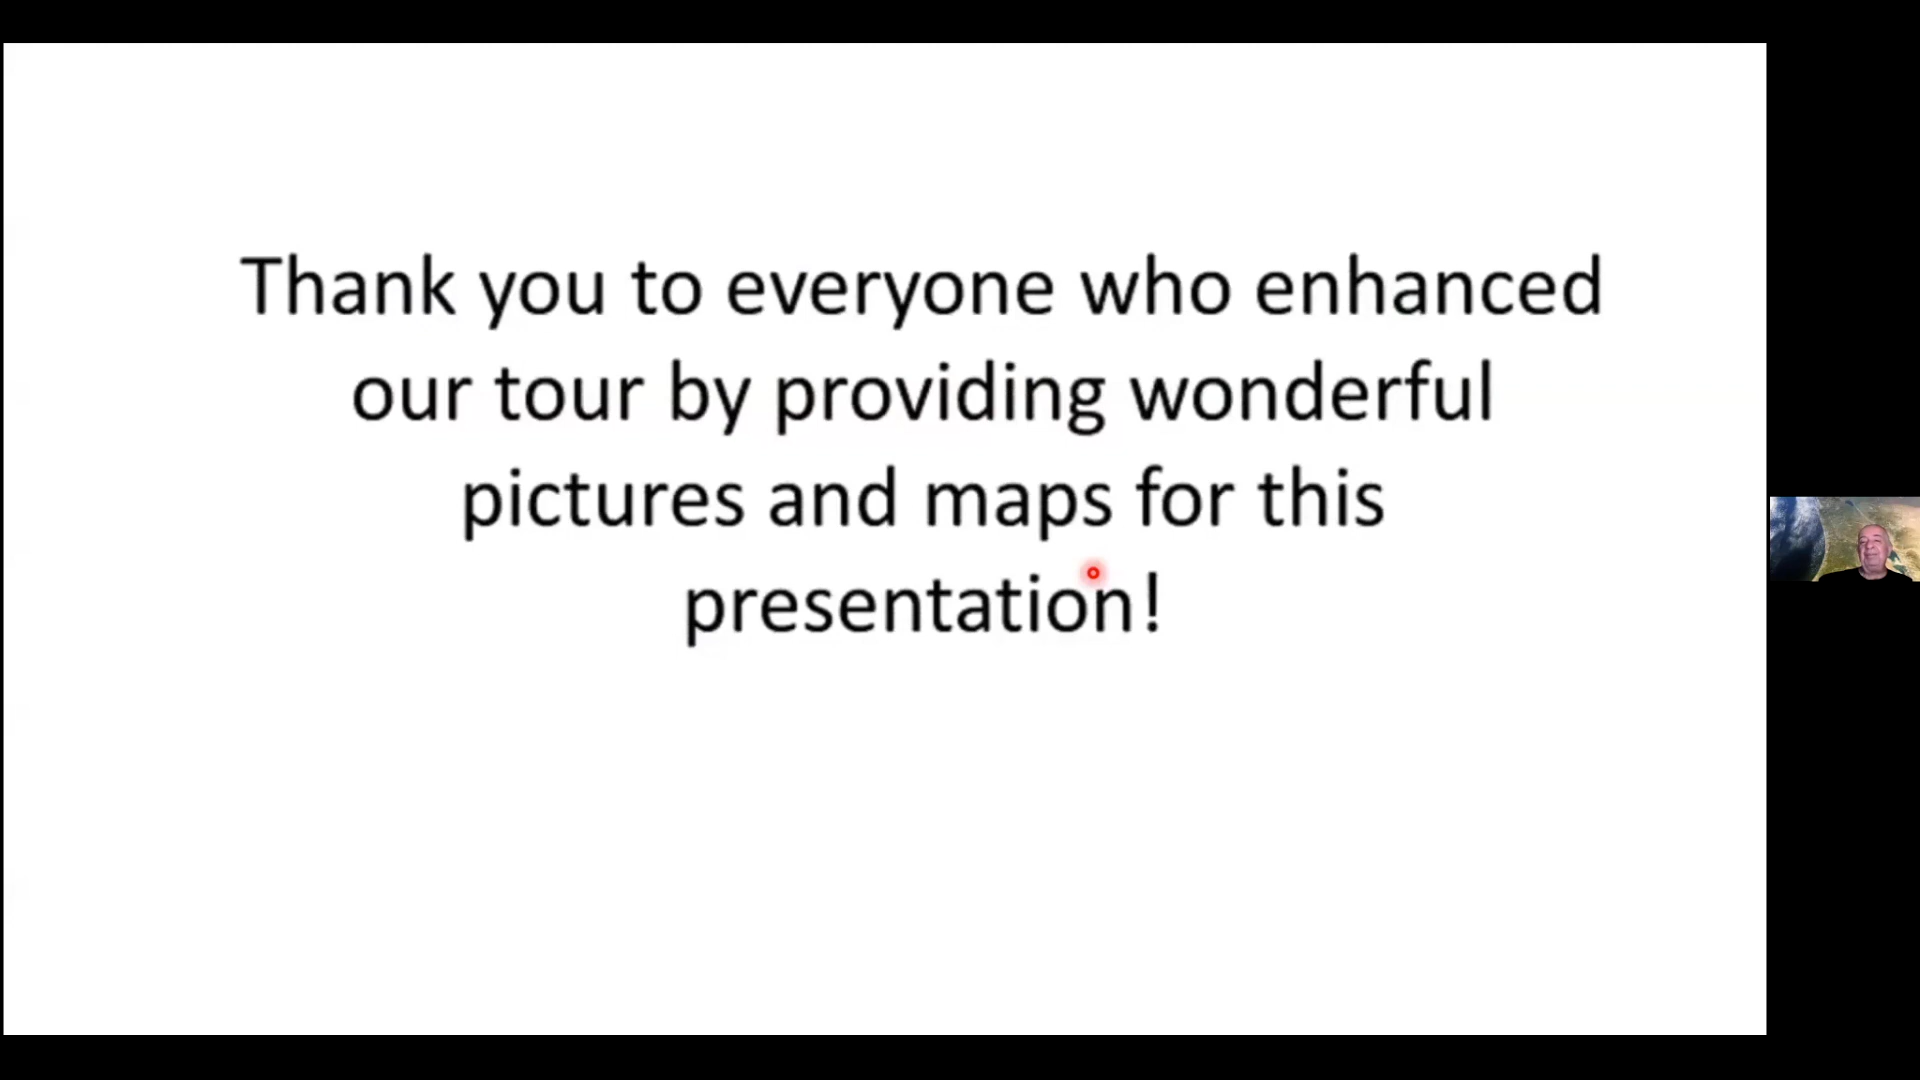 Thank you to everyone who enhanced
our tour by providing wonderful
pictures and maps for this
presentation!